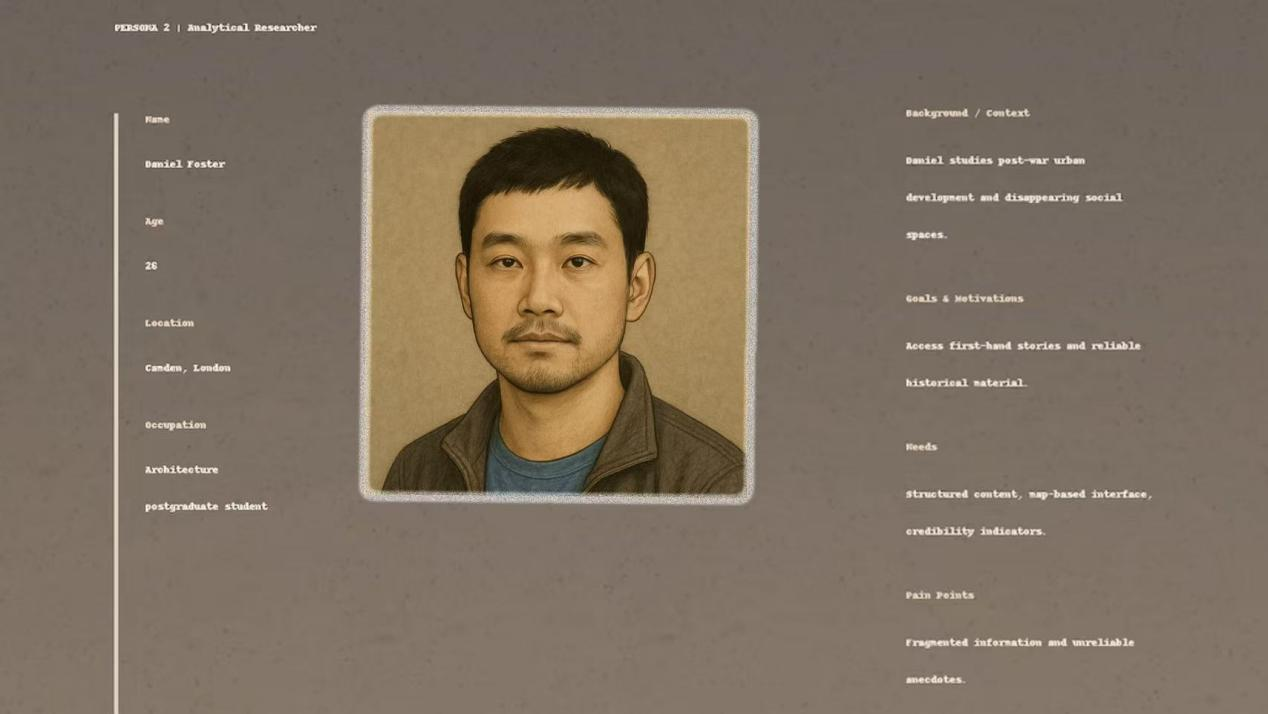 PERSONA 2 | Analytical Researcher
Name
Daniel Foster
Age
26
Location
Camden, London
Occupation
Architecture
postgraduate student
Background / Context
Daniel studies post-war urban
development and disappearing social
spaces.
Goals & Motivations
Access first-hand stories and reliable
historical material.
Needs
Structured content, map-based interface,
credibility indicators.
Pain Points
Fragmented information and unreliable
anecdotes.